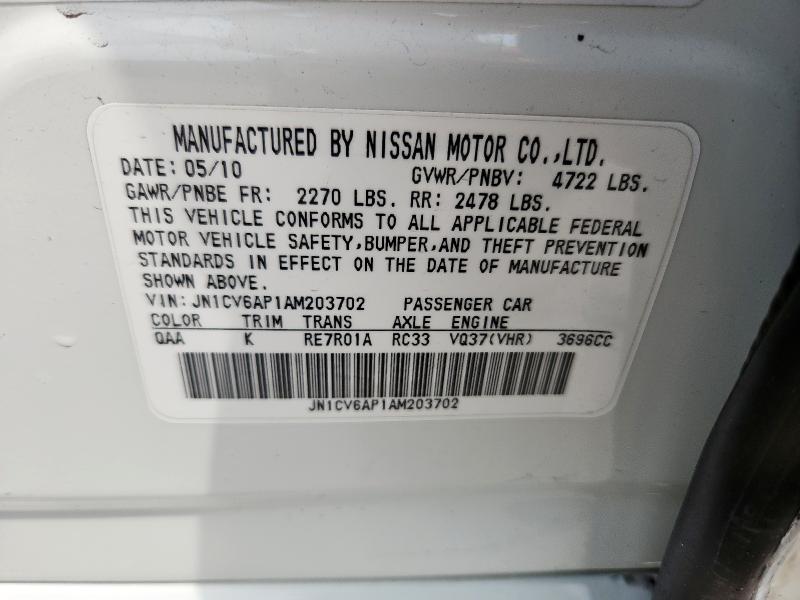 MANUFACTURED BY NISSAN MOTOR CO.,LTD.
DATE: 05/10 GVWR/PNBV: 4722 LBS.
GAWR/PNBE FR: 2270 LBS. RR: 2478 LBS.
THIS VEHICLE CONFORMS TO ALL APPLICABLE FEDERAL
MOTOR VEHICLE SAFETY,BUMPER,AND THEFT PREVENTION
STANDARDS IN EFFECT ON THE DATE OF MANUFACTURE
SHOWN ABOVE.
VIN: JN1CV6AP1AM203702 PASSENGER CAR
COLOR TRIM TRANS AXLE ENGINE
QAA K RE7R01A RC33 VQ37(VHR) 3696CC
JN1CV6AP1AM203702